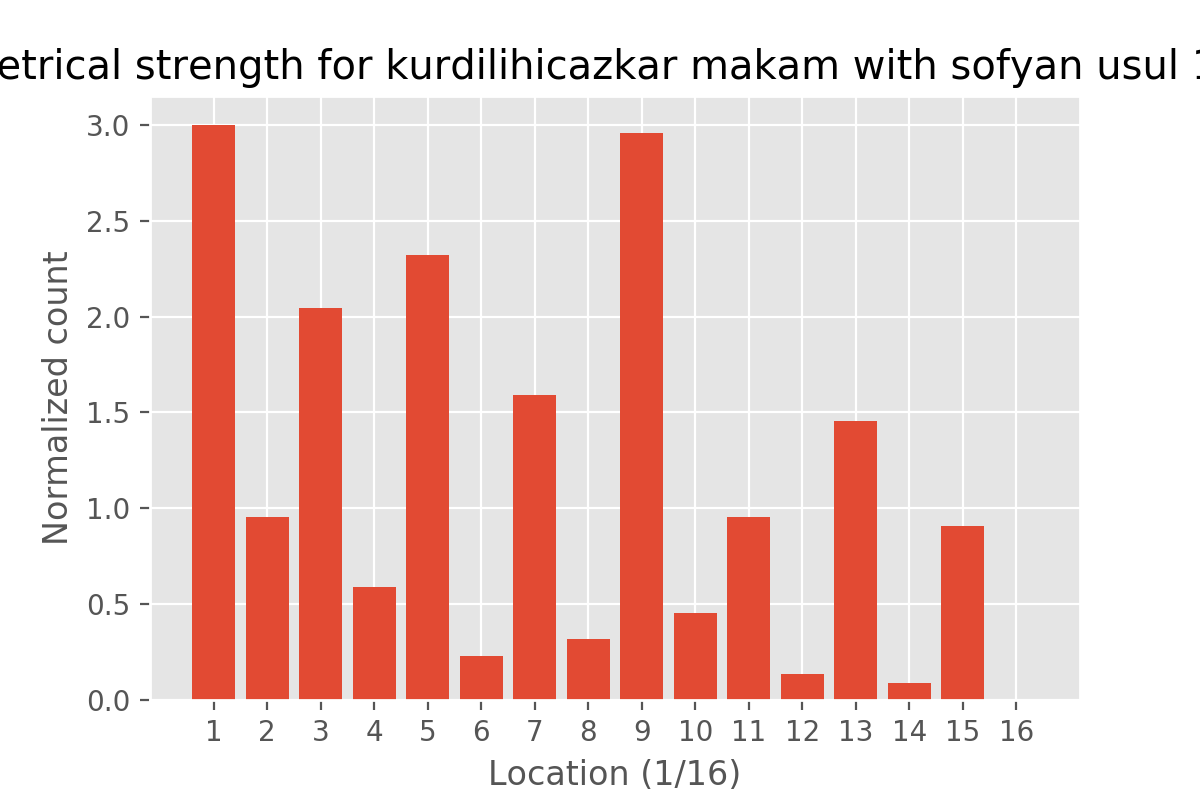 etrical strength for kurdilihicazkar makam with sofyan usul 1
3.0
2.5
2.0
1.5
1.0
0.5
0.0
Normalized count
1 2 3 4 5 6 7 8 9 10 11 12 13 14 15 16
Location (1/16)